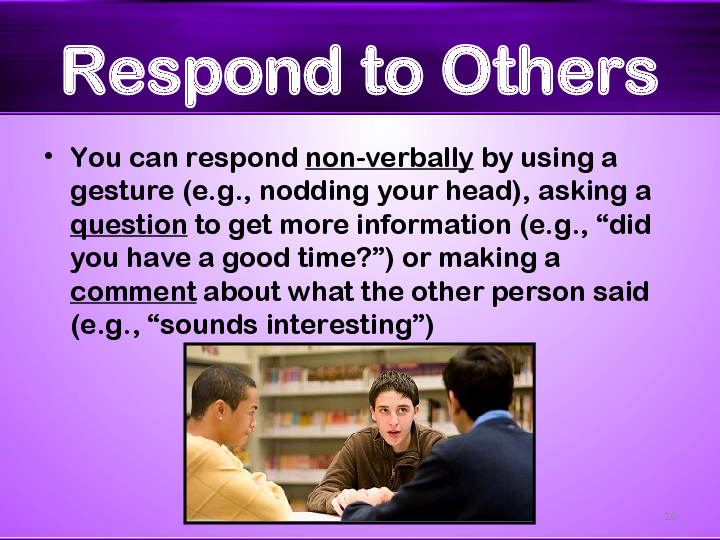 Respond to Others
• You can respond non-verbally by using a
gesture (e.g., nodding your head), asking a
question to get more information (e.g., “did
you have a good time?”) or making a
comment about what the other person said
(e.g., “sounds interesting”)
10